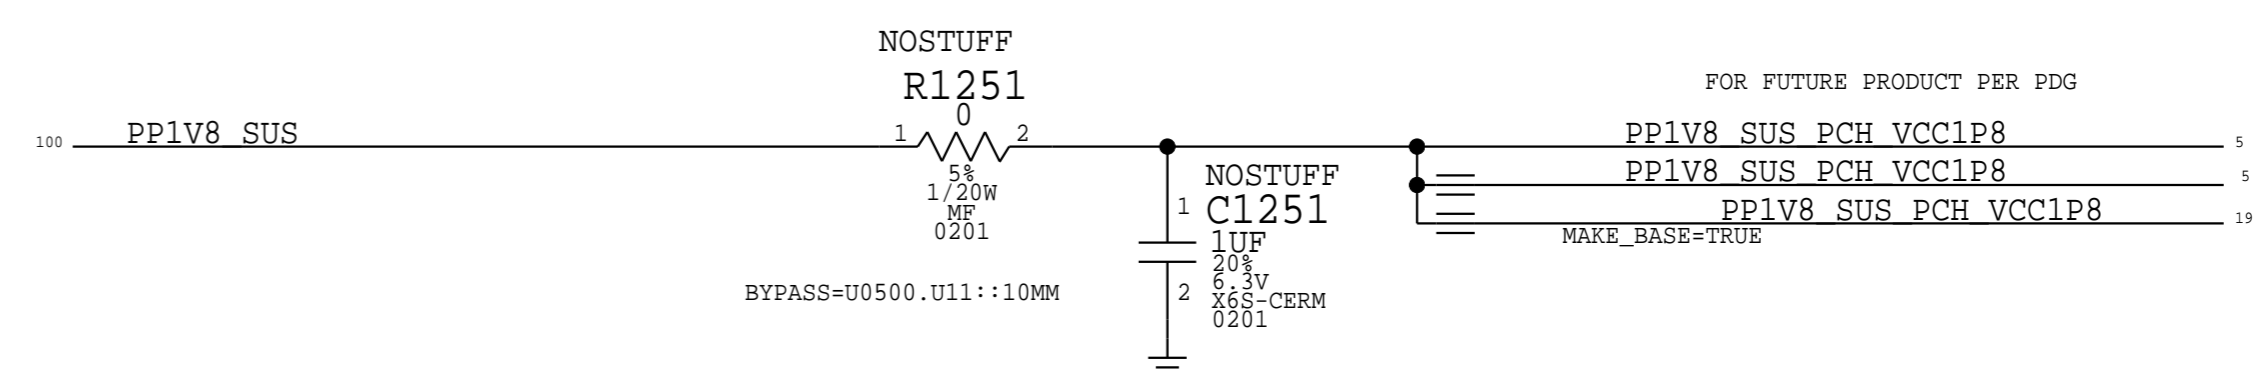 NOSTUFF
R1251
0
FOR FUTURE PRODUCT PER PDG
100
PP1V8_SUS
1
2
PP1V8_SUS_PCH_VCC1P8
5
5%
1/20W
MF
0201
NOSTUFF
1
C1251
1UF
20%
6.3V
X6S-CERM
0201
2
PP1V8_SUS_PCH_VCC1P8
5
PP1V8_SUS_PCH_VCC1P8
19
MAKE_BASE=TRUE
BYPASS=U0500.U11::10MM